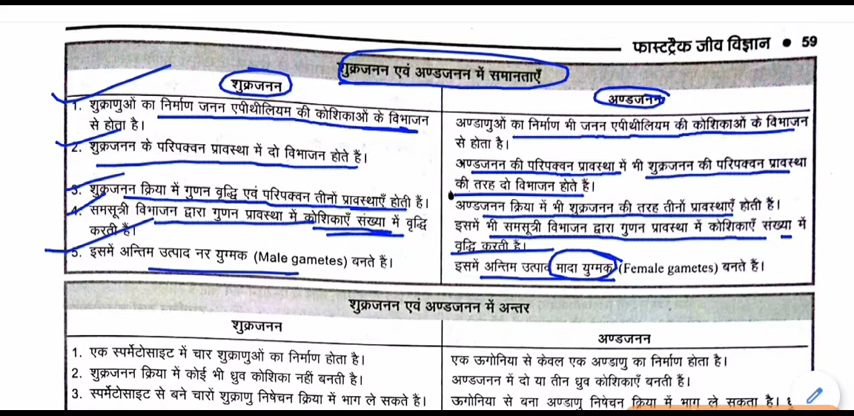 फास्टट्रैक जीव विज्ञान ● 59
शुक्रजनन एवं अण्डजनन में समानताएँ
शुक्रजनन
1. शुक्राणुओं का निर्माण जनन एपीथीलियम की कोशिकाओं के विभाजन
से होता है।
2. शुक्रजनन के परिपक्वन प्रावस्था में दो विभाजन होते हैं।
3. शुक्रजनन क्रिया में गुणन वृद्धि एवं परिपक्वन तीनों प्रावस्थाएँ होती हैं।
4. समसूत्री विभाजन द्वारा गुणन प्रावस्था में कोशिकाएँ संख्या में वृद्धि
करती हैं।
5. इसमें अन्तिम उत्पाद नर युग्मक (Male gametes) बनते हैं।
अण्डजनन
अण्डाणुओं का निर्माण भी जनन एपीथीलियम की कोशिकाओं के विभाजन
से होता है।
अण्डजनन की परिपक्वन प्रावस्था में भी शुक्रजनन की परिपक्वन प्रावस्था
की तरह दो विभाजन होते हैं।
अण्डजनन क्रिया में भी शुक्रजनन की तरह तीनों प्रावस्थाएँ होती हैं।
इसमें भी समसूत्री विभाजन द्वारा गुणन प्रावस्था में कोशिकाएँ संख्या में
वृद्धि करती है।
इसमें अन्तिम उत्पाद मादा युग्मक (Female gametes) बनते हैं।
शुक्रजनन एवं अण्डजनन में अन्तर
शुक्रजनन
1. एक स्पर्मेटोसाइट में चार शुक्राणुओं का निर्माण होता है।
2. शुक्रजनन क्रिया में कोई भी ध्रुव कोशिका नहीं बनती है।
3. स्पर्मेटोसाइट से बने चारों शुक्राणु निषेचन क्रिया में भाग ले सकते हैं।
अण्डजनन
एक ऊगोनिया से केवल एक अण्डाणु का निर्माण होता है।
अण्डजनन में दो या तीन ध्रुव कोशिकाएँ बनती हैं।
ऊगोनिया से बना अण्डाणु निषेचन क्रिया में भाग ले सकता है।